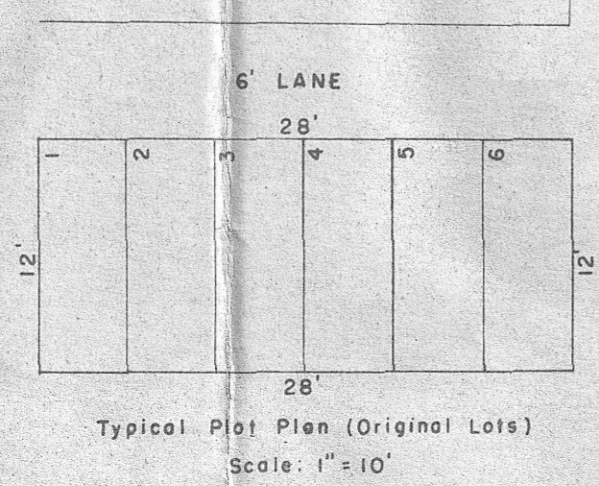 6' LANE
28'
1 2 3 4 5 6
12' 12'
28'
Typical Plot Plan (Original Lots)
Scale: 1" = 10'